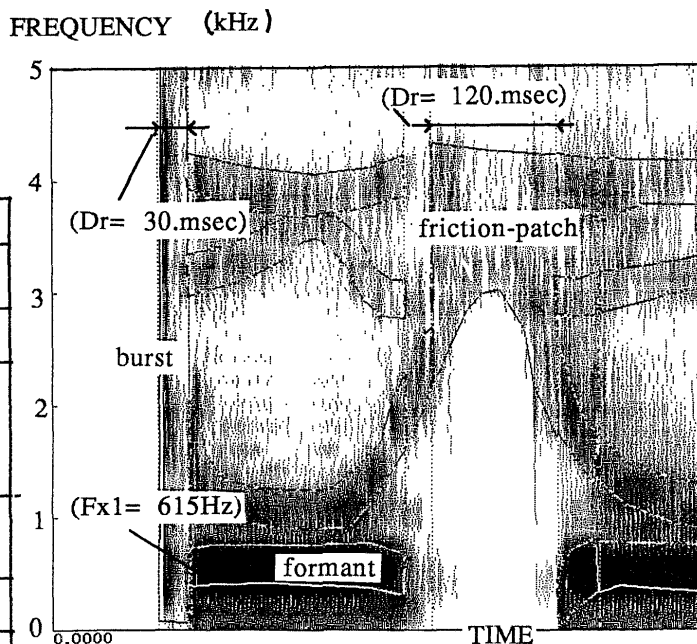 FREQUENCY (kHz)
5
(Dr= 120.msec)
4
(Dr= 30.msec)
friction-patch
3
burst
2
(Fx1= 615Hz)
1
formant
0
0.0000
TIME